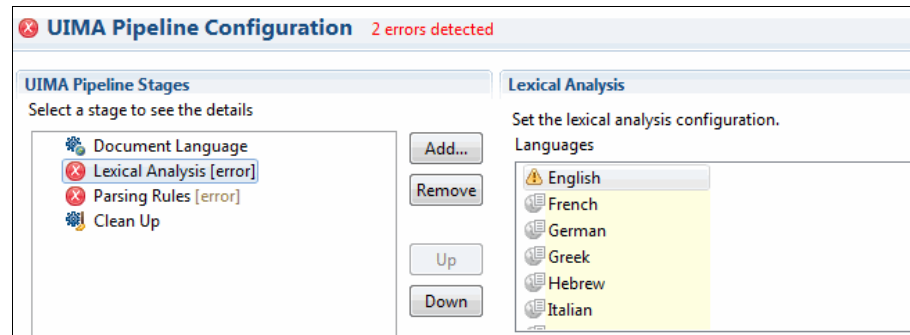 UIMA Pipeline Configuration 2 errors detected
UIMA Pipeline Stages
Select a stage to see the details
Document Language
Lexical Analysis [error]
Parsing Rules [error]
Clean Up
Add...
Remove
Up
Down
Lexical Analysis
Set the lexical analysis configuration.
Languages
English
French
German
Greek
Hebrew
Italian